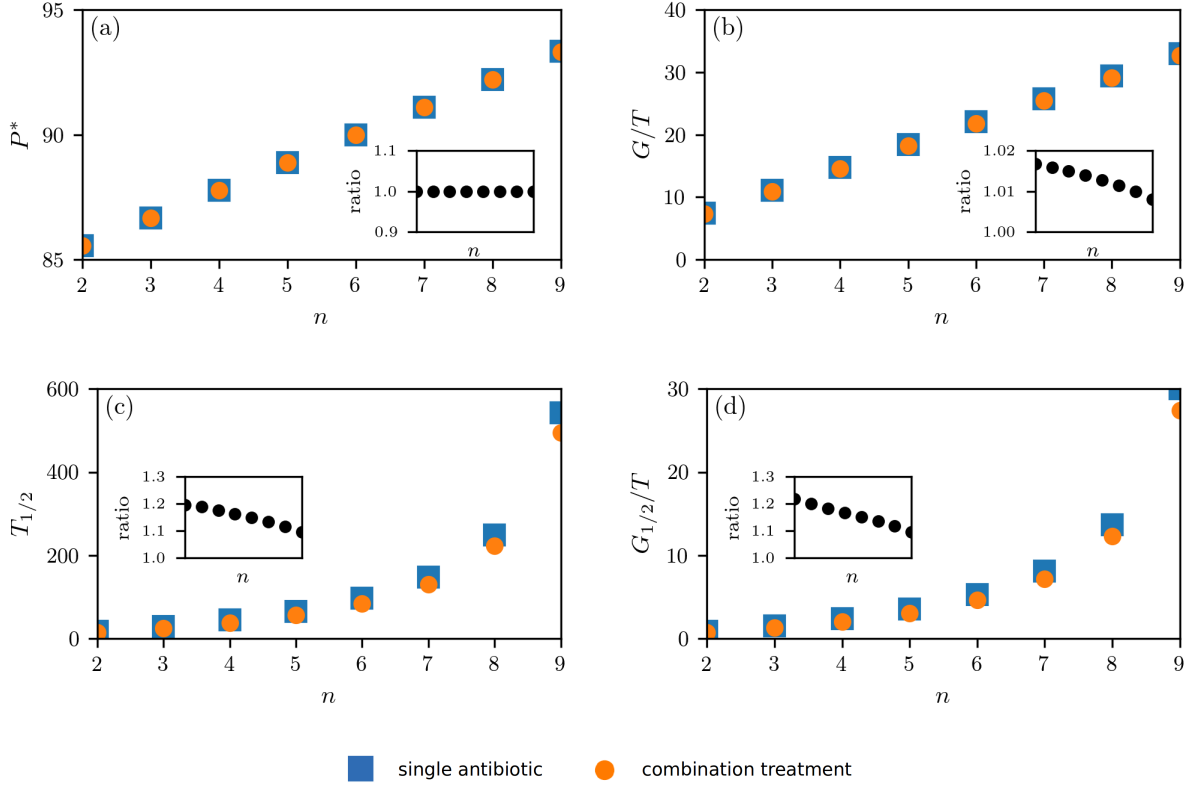 (a)
P*
95
90
85
2 3 4 5 6 7 8 9
n
ratio
1.1
1.0
0.9
n
(b)
G/T
40
30
20
10
0
2 3 4 5 6 7 8 9
n
ratio
1.02
1.01
1.00
n
(c)
T1/2
600
400
200
0
2 3 4 5 6 7 8 9
n
ratio
1.3
1.2
1.1
1.0
n
(d)
G1/2/T
30
20
10
0
2 3 4 5 6 7 8 9
n
ratio
1.3
1.2
1.1
1.0
n
single antibiotic combination treatment